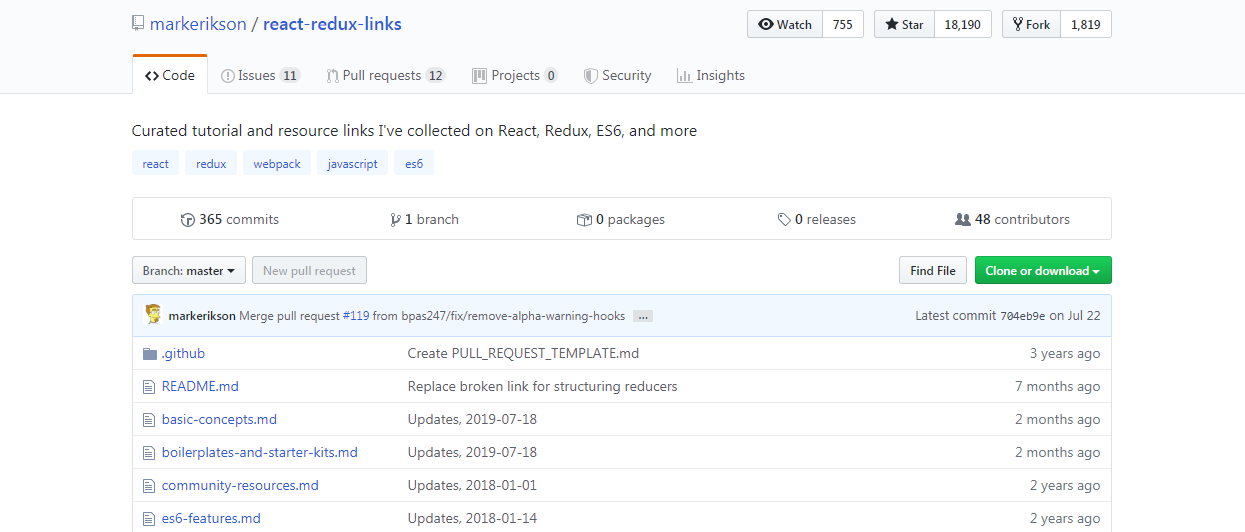 markerikson / react-redux-links
Watch 755 Star 18,190 Fork 1,819
Code Issues 11 Pull requests 12 Projects 0 Security Insights
Curated tutorial and resource links I've collected on React, Redux, ES6, and more
react redux webpack javascript es6
365 commits 1 branch 0 packages 0 releases 48 contributors
Branch: master New pull request Find File Clone or download
markerikson Merge pull request #119 from bpas247/fix/remove-alpha-warning-hooks ... Latest commit 704eb9e on Jul 22
.github Create PULL_REQUEST_TEMPLATE.md 3 years ago
README.md Replace broken link for structuring reducers 7 months ago
basic-concepts.md Updates, 2019-07-18 2 months ago
boilerplates-and-starter-kits.md Updates, 2019-07-18 2 months ago
community-resources.md Updates, 2018-01-01 2 years ago
es6-features.md Updates, 2018-01-14 2 years ago